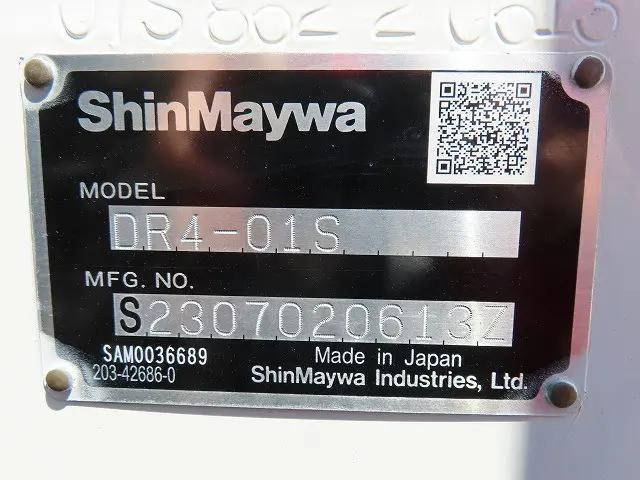 ShinMaywa
MODEL
DR4-01S
MFG. NO.
S2307020613Z
SAM0036689
Made in Japan
203-42686-0
ShinMaywa Industries, Ltd.